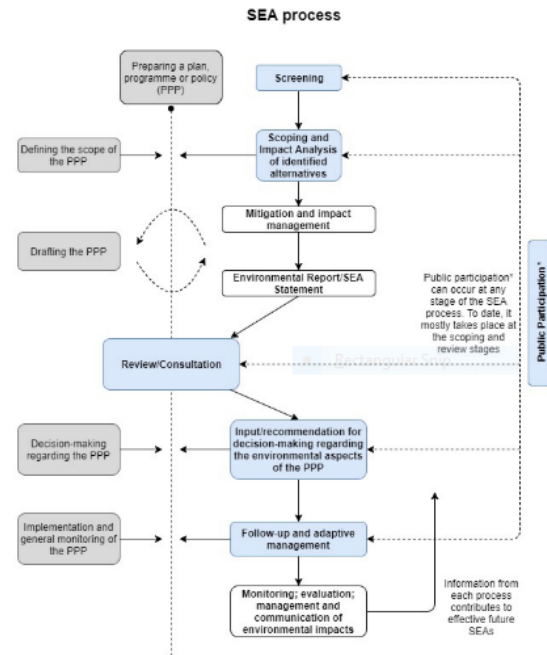 SEA process
Preparing a plan,
programme or policy
(PPP)
Screening
Defining the scope of
the PPP
Scoping and
Impact Analysis
of identified
alternatives
Mitigation and impact
management
Drafting the PPP
Environmental Report/SEA
Statement
Public participation*
can occur at any
stage of the SEA
process. To date, it
mostly takes place at
the scoping and
review stages
Public Participation*
Review/Consultation
Rectangular Snip
Decision-making
regarding the PPP
Input/recommendation for
decision-making regarding
the environmental aspects
of the PPP
Implementation and
general monitoring of
the PPP
Follow-up and adaptive
management
Monitoring; evaluation;
management and
communication of
environmental impacts
Information from
each process
contributes to
effective future
SEAs